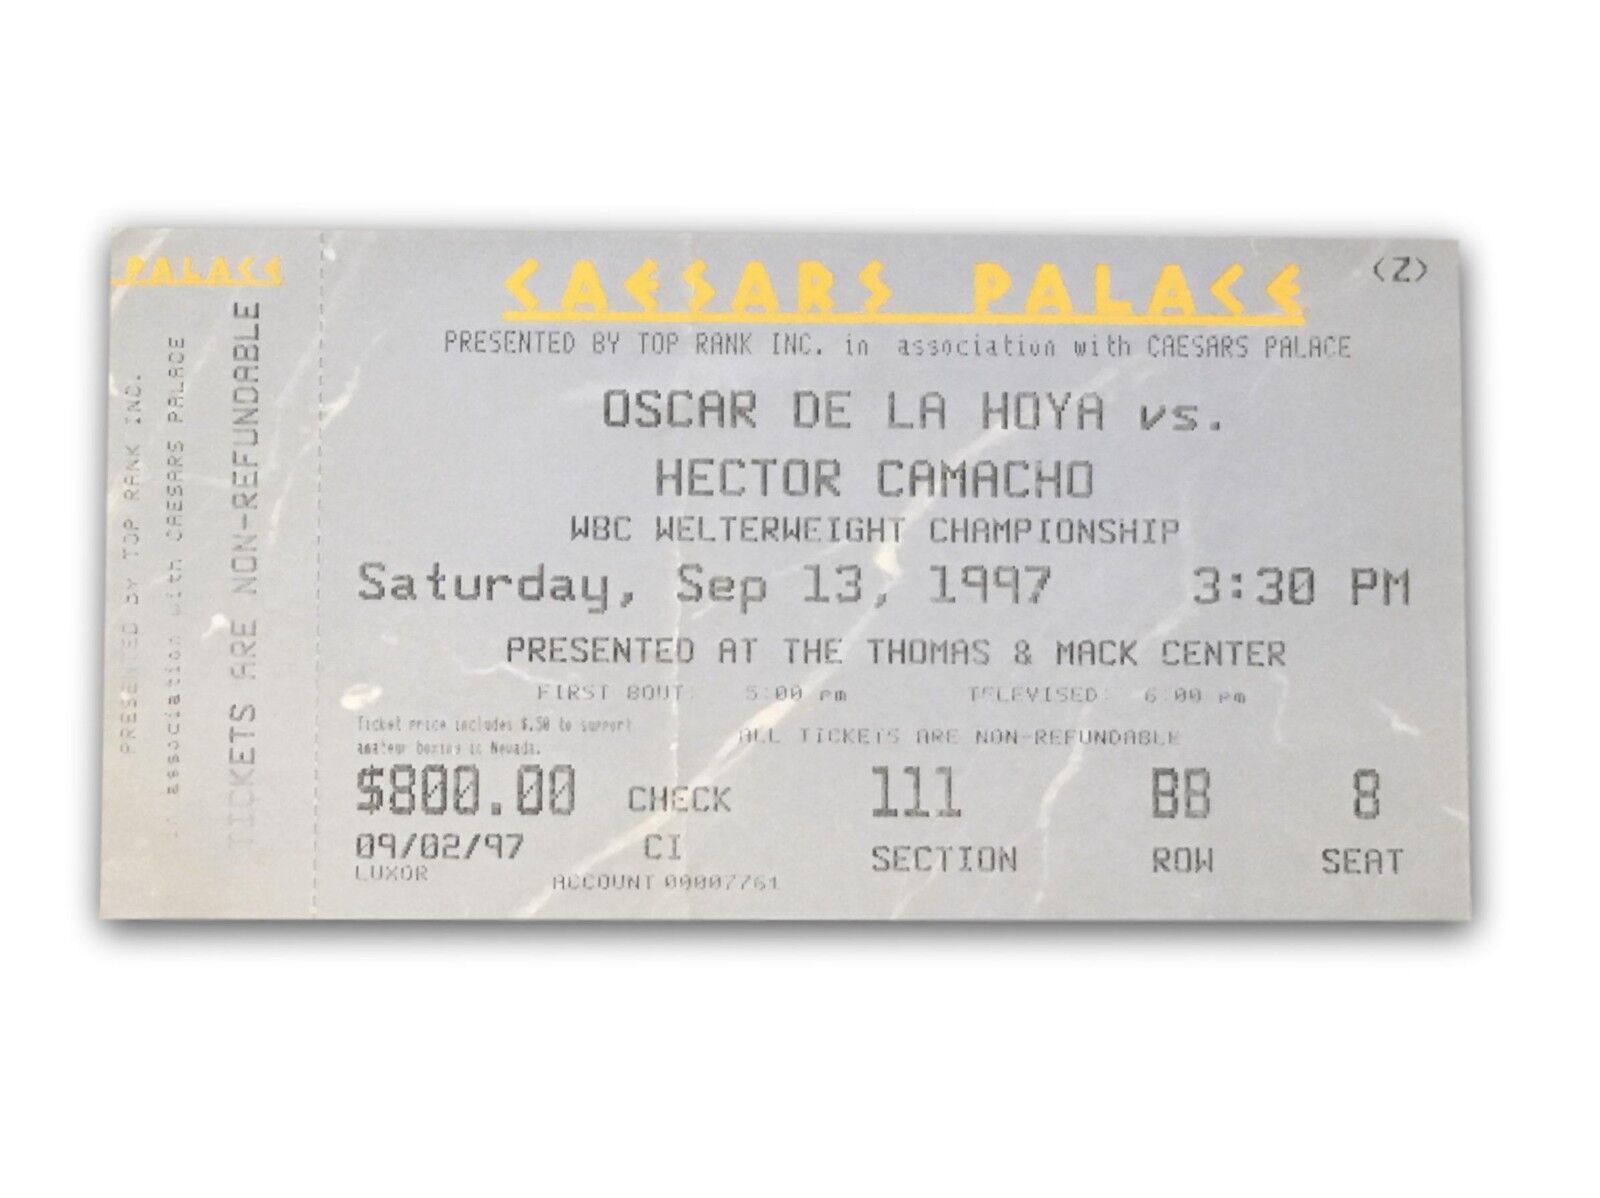 PALACE
PRESENTED BY TOP RANK INC.
in association with CAESARS PALACE
TICKETS ARE NON-REFUNDABLE
CAESARS PALACE
(Z)
PRESENTED BY TOP RANK INC. in association with CAESARS PALACE
OSCAR DE LA HOYA vs.
HECTOR CAMACHO
WBC WELTERWEIGHT CHAMPIONSHIP
Saturday, Sep 13, 1997 3:30 PM
PRESENTED AT THE THOMAS & MACK CENTER
FIRST BOUT: 5:00 pm TELEVISED: 6:00 pm
Ticket price includes $.50 to support
amateur boxing in Nevada.
ALL TICKETS ARE NON-REFUNDABLE
$800.00 CHECK 111 BB 8
09/02/97 CI SECTION ROW SEAT
LUXOR ACCOUNT 00007761